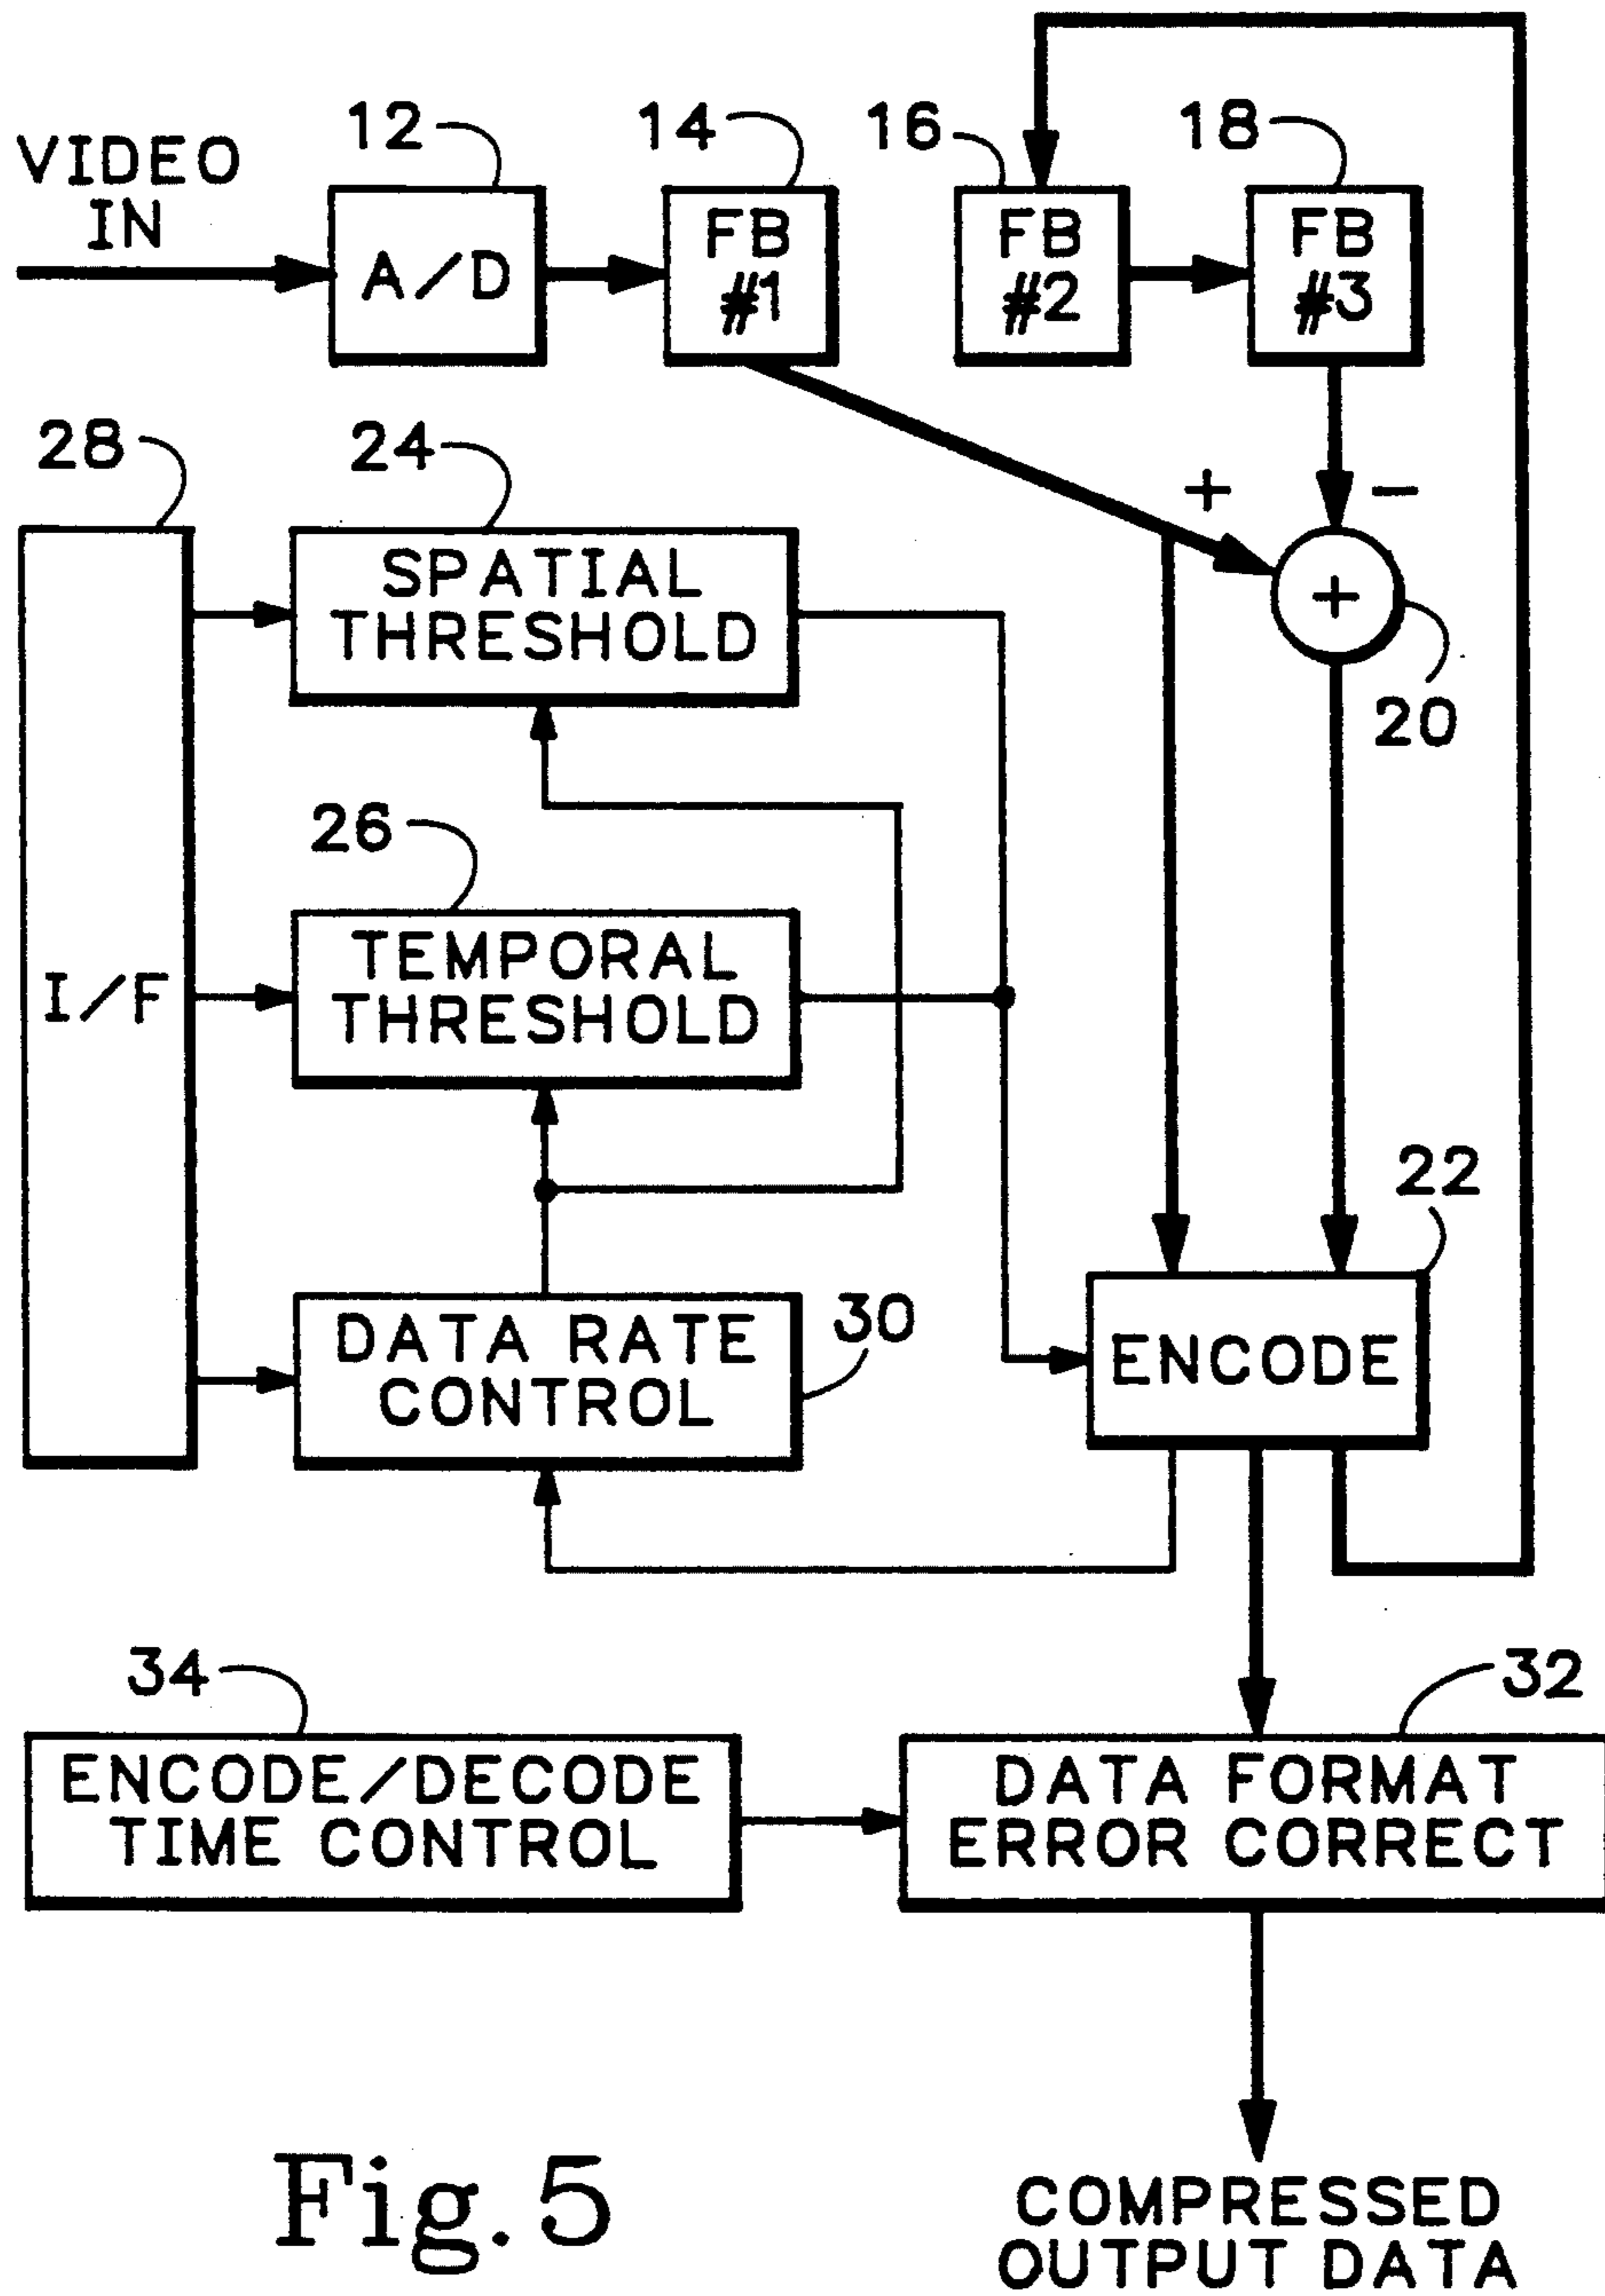 12
14
16
18
VIDEO
IN
A/D
FB
#1
FB
#2
FB
#3
28
24
+
−
SPATIAL
THRESHOLD
+
20
26
I/F
TEMPORAL
THRESHOLD
22
DATA RATE
CONTROL
30
ENCODE
34
32
ENCODE/DECODE
TIME CONTROL
DATA FORMAT
ERROR CORRECT
Fig. 5
COMPRESSED
OUTPUT DATA